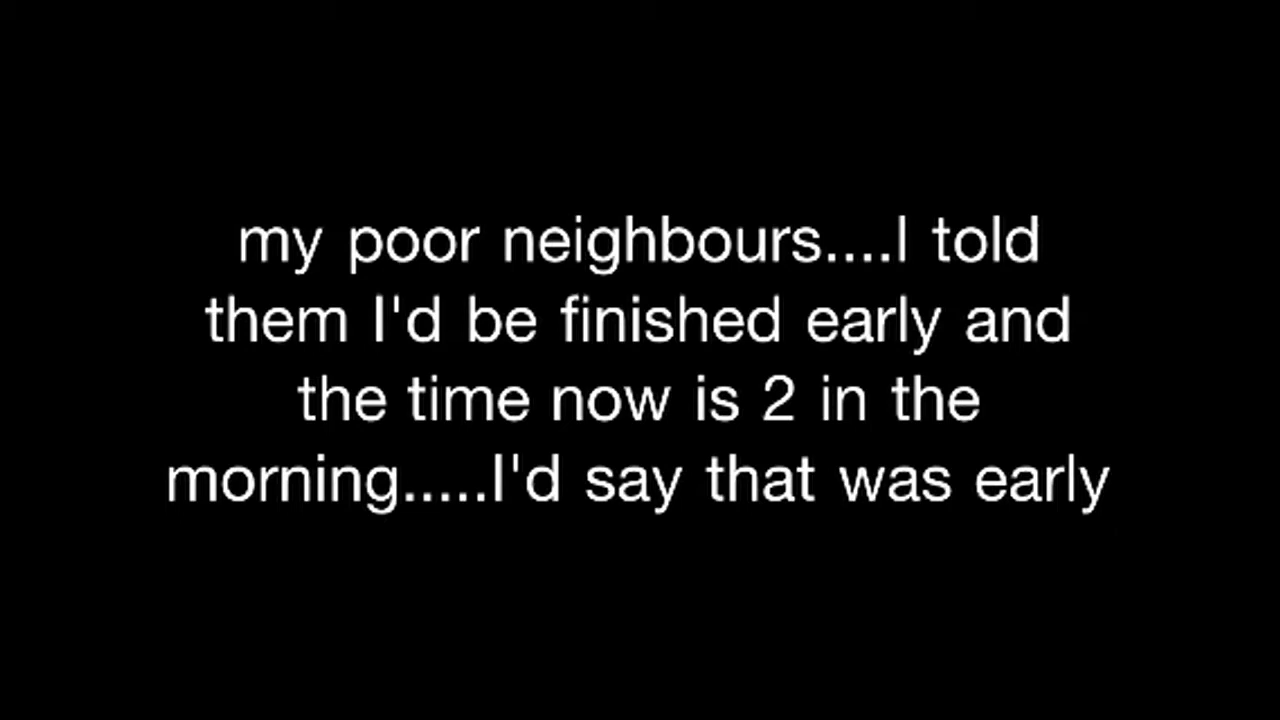 my poor neighbours....I told
them I'd be finished early and
the time now is 2 in the
morning.....I'd say that was early